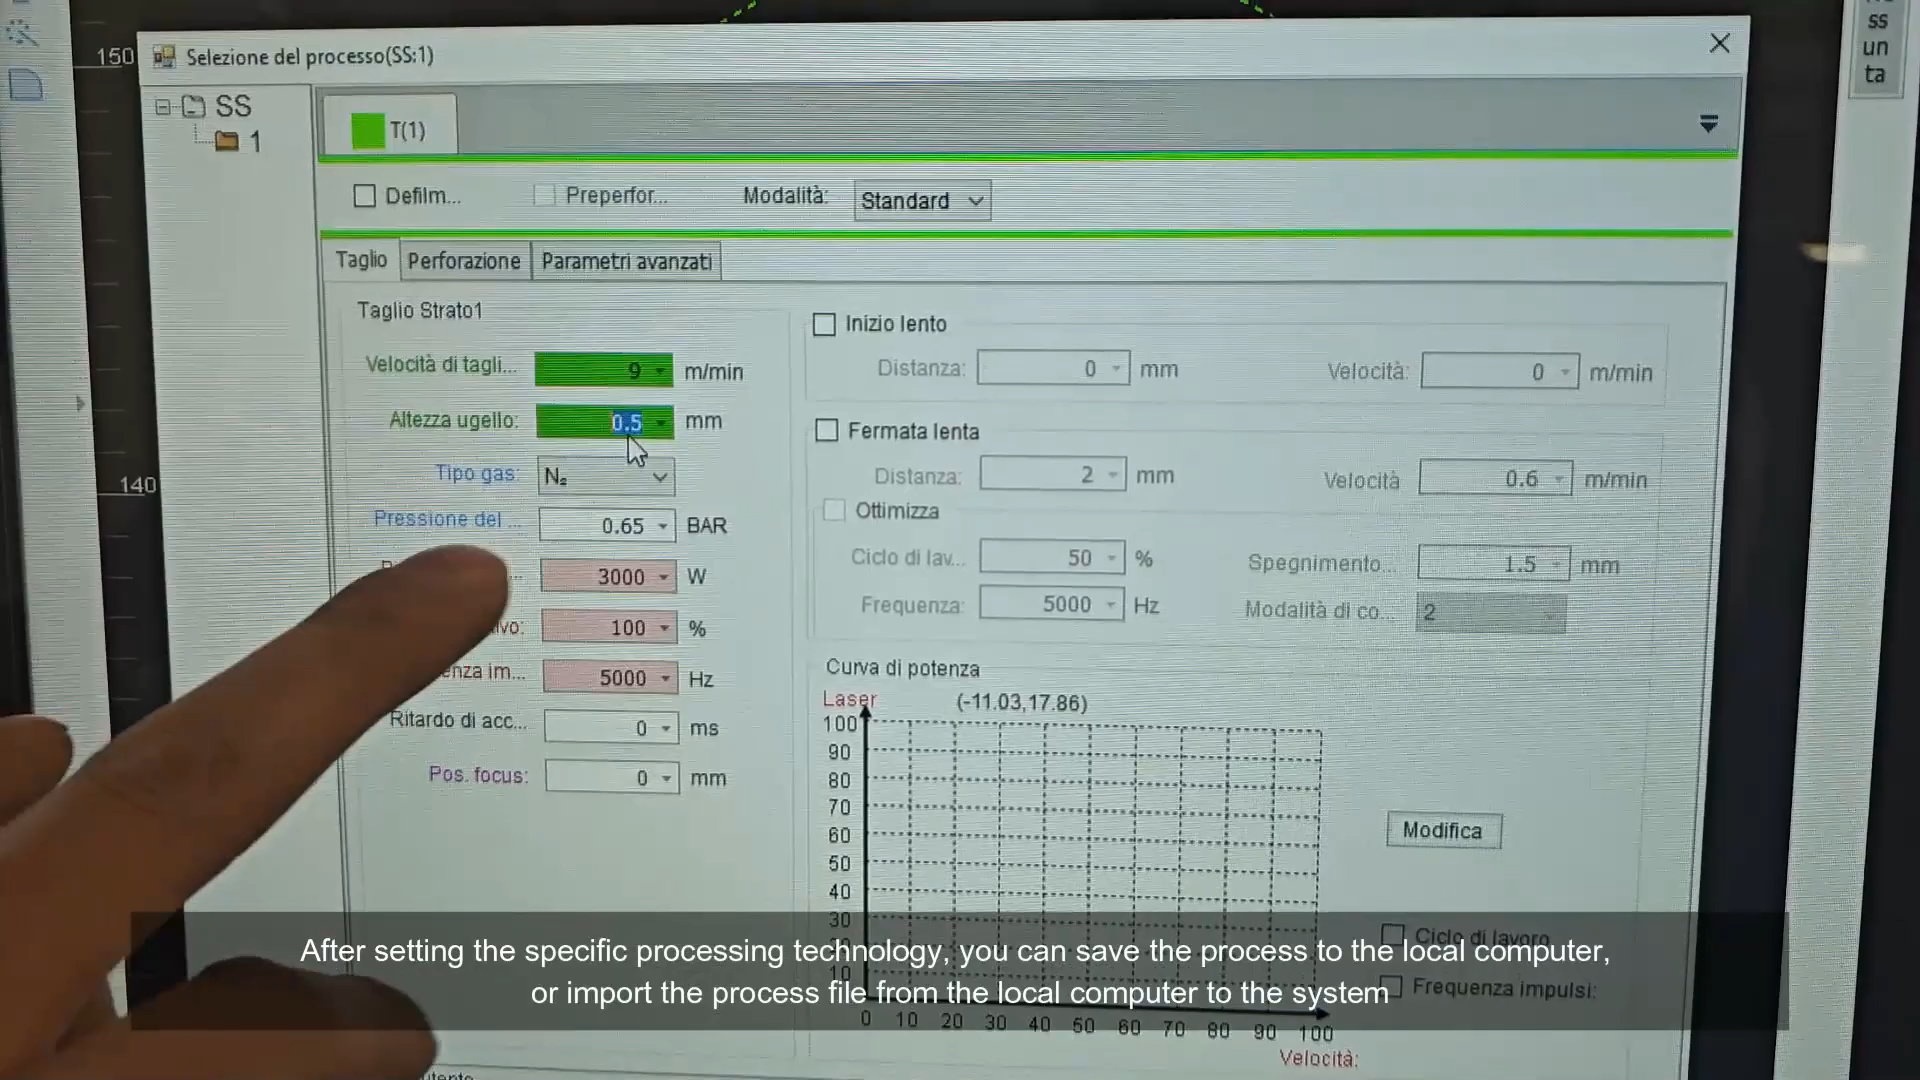 150
Selezione del processo(SS:1)
ss
un
ta
SS
1
T(1)
Defilm...
Preperfor...
Modalità:
Standard
Taglio
Perforazione
Parametri avanzati
Taglio Strato1
Velocità di tagli...
9
m/min
Altezza ugello:
0.5
mm
Tipo gas:
N₂
Pressione del ...
0.65
BAR
3000
W
100
%
5000
Hz
Ritardo di acc...
0
ms
Pos. focus:
0
mm
140
Inizio lento
Distanza:
0
mm
Velocità:
0
m/min
Fermata lenta
Distanza:
2
mm
Velocità
0.6
m/min
Ottimizza
Ciclo di lav...
50
%
Spegnimento...
1.5
mm
Frequenza:
5000
Hz
Modalità di co...
2
Curva di potenza
Laser
(-11.03,17.86)
100
90
80
70
60
50
40
30
10
0 10 20 30 40 50 60 70 80 90 100
Velocità:
Modifica
Ciclo di lavoro
Frequenza impulsi:
After setting the specific processing technology, you can save the process to the local computer,
or import the process file from the local computer to the system